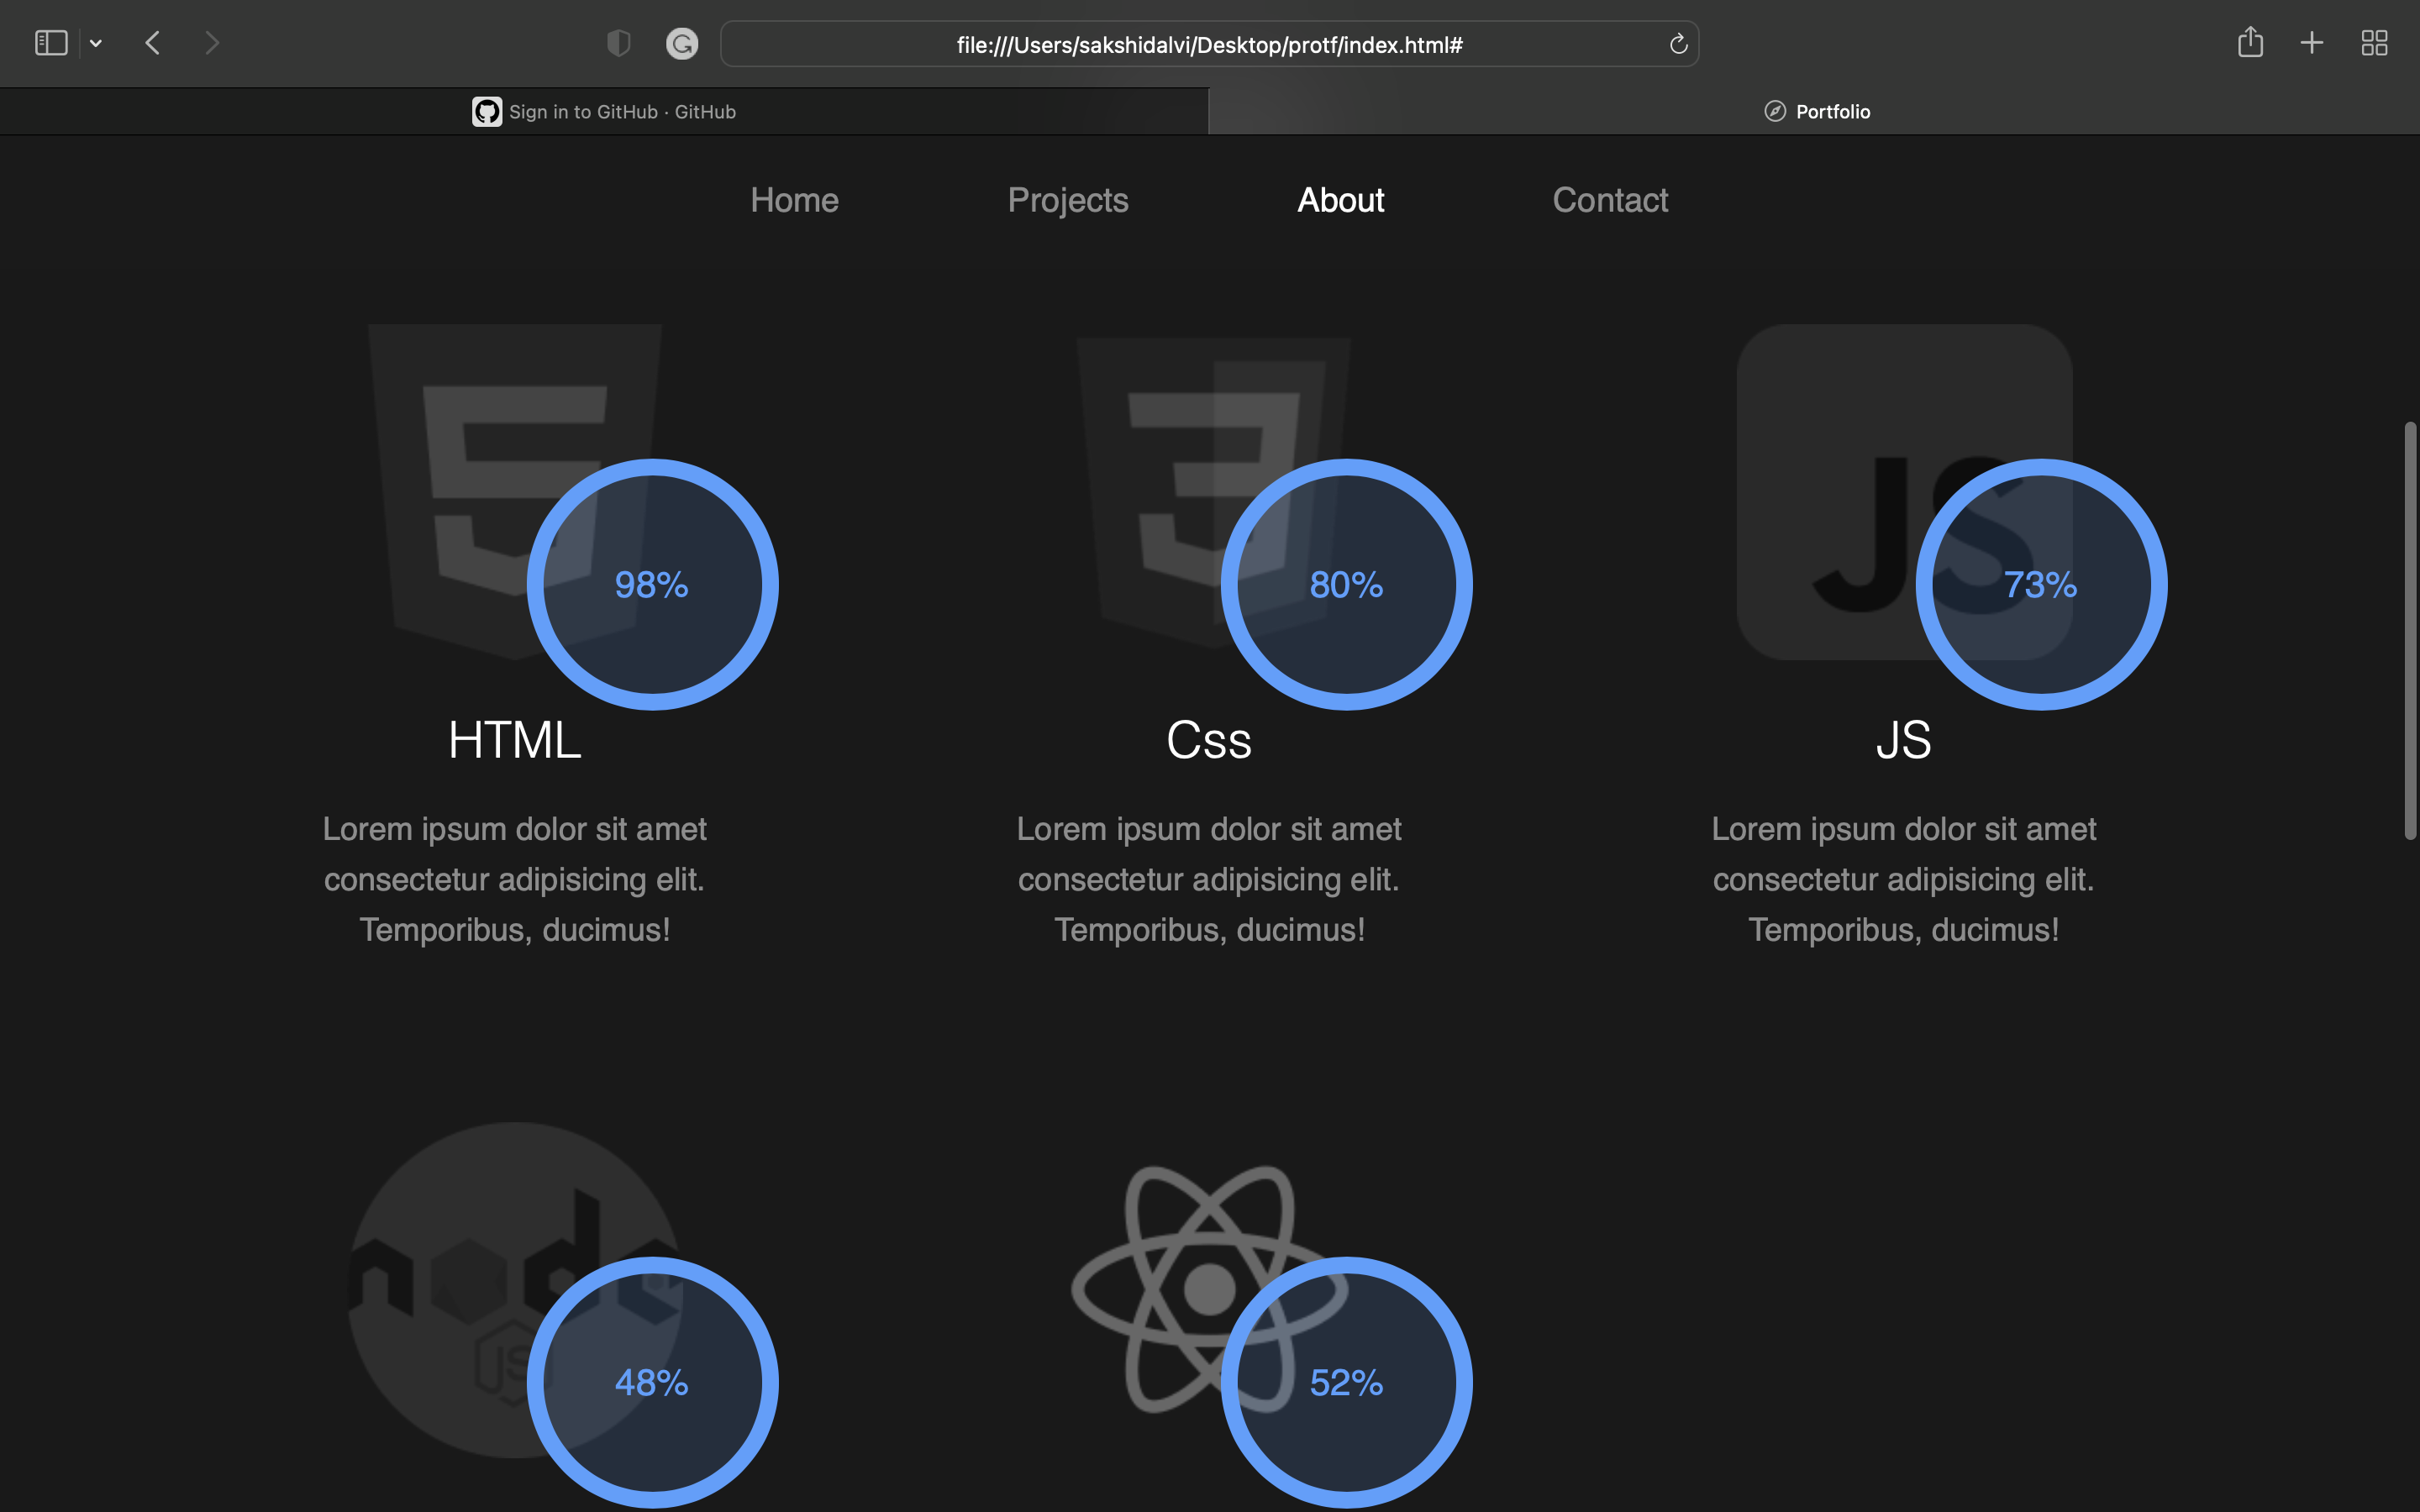 file:///Users/sakshidalvi/Desktop/protf/index.html#
Sign in to GitHub · GitHub
Portfolio
Home Projects About Contact
JS
98% 80% 73%
HTML Css JS
Lorem ipsum dolor sit amet
consectetur adipisicing elit.
Temporibus, ducimus!
Lorem ipsum dolor sit amet
consectetur adipisicing elit.
Temporibus, ducimus!
Lorem ipsum dolor sit amet
consectetur adipisicing elit.
Temporibus, ducimus!
node
JS
48% 52%